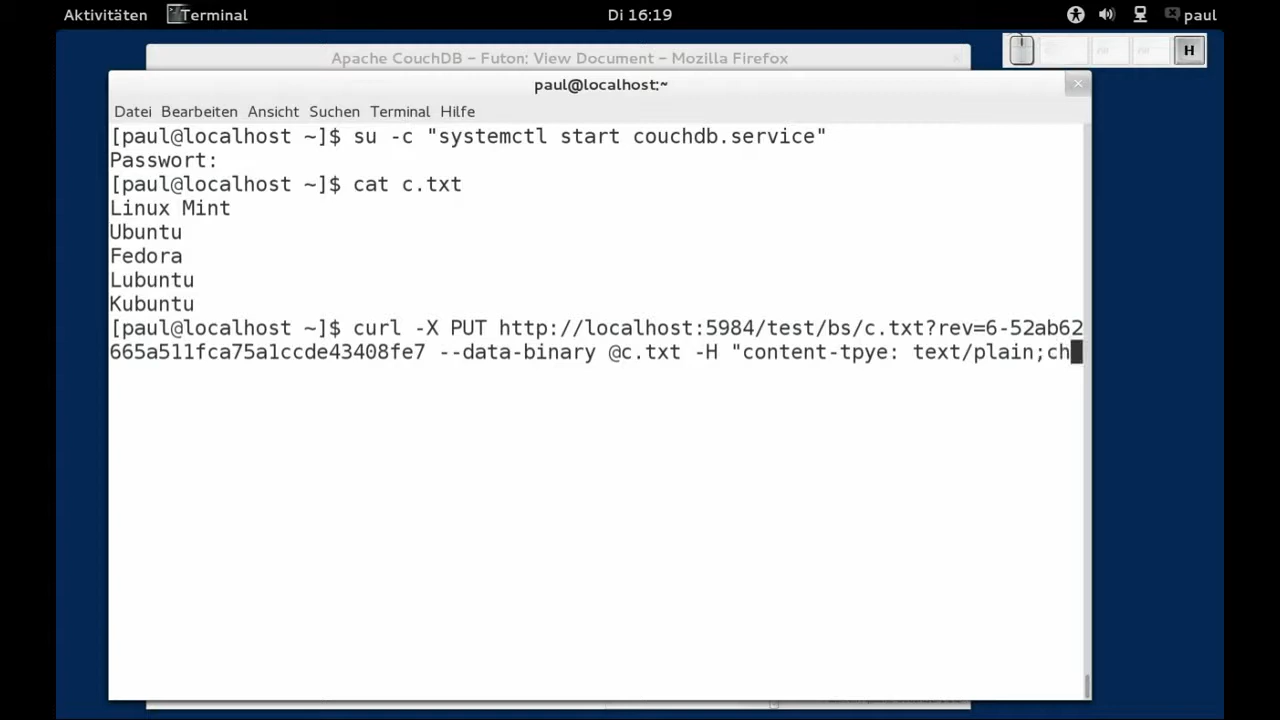 Aktivitäten Terminal Di 16:19 paul
Apache CouchDB – Futon: View Document – Mozilla Firefox
H
paul@localhost:~
Datei Bearbeiten Ansicht Suchen Terminal Hilfe
[paul@localhost ~]$ su -c "systemctl start couchdb.service"
Passwort:
[paul@localhost ~]$ cat c.txt
Linux Mint
Ubuntu
Fedora
Lubuntu
Kubuntu
[paul@localhost ~]$ curl -X PUT http://localhost:5984/test/bs/c.txt?rev=6-52ab62
665a511fca75a1ccde43408fe7 --data-binary @c.txt -H "content-tpye: text/plain;ch